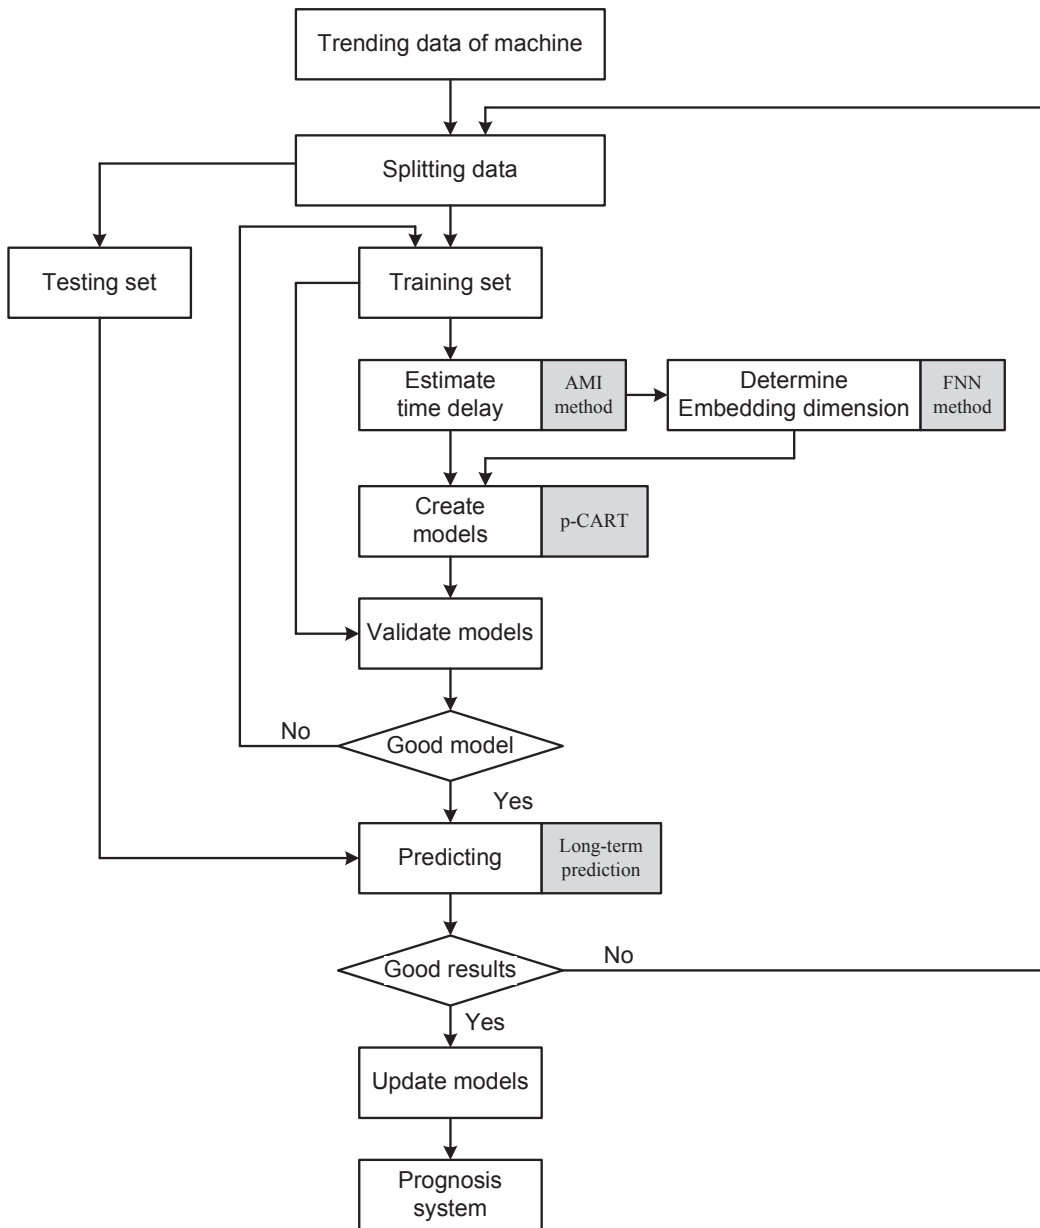 Trending data of machine
Splitting data
Testing set
Training set
Estimate
time delay
AMI
method
Determine
Embedding dimension
FNN
method
Create
models
p-CART
Validate models
No
Good model
Yes
Predicting
Long-term
prediction
Good results
No
Yes
Update models
Prognosis
system